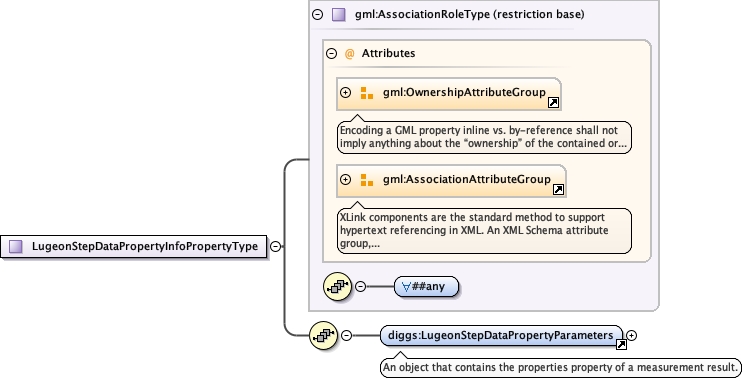 gml:AssociationRoleType (restriction base)
@ Attributes
gml:OwnershipAttributeGroup
Encoding a GML property inline vs. by-reference shall not
imply anything about the “ownership” of the contained or...
gml:AssociationAttributeGroup
XLink components are the standard method to support
hypertext referencing in XML. An XML Schema attribute
group,...
LugeonStepDataPropertyInfoPropertyType
∀##any
diggs:LugeonStepDataPropertyParameters
An object that contains the properties property of a measurement result.